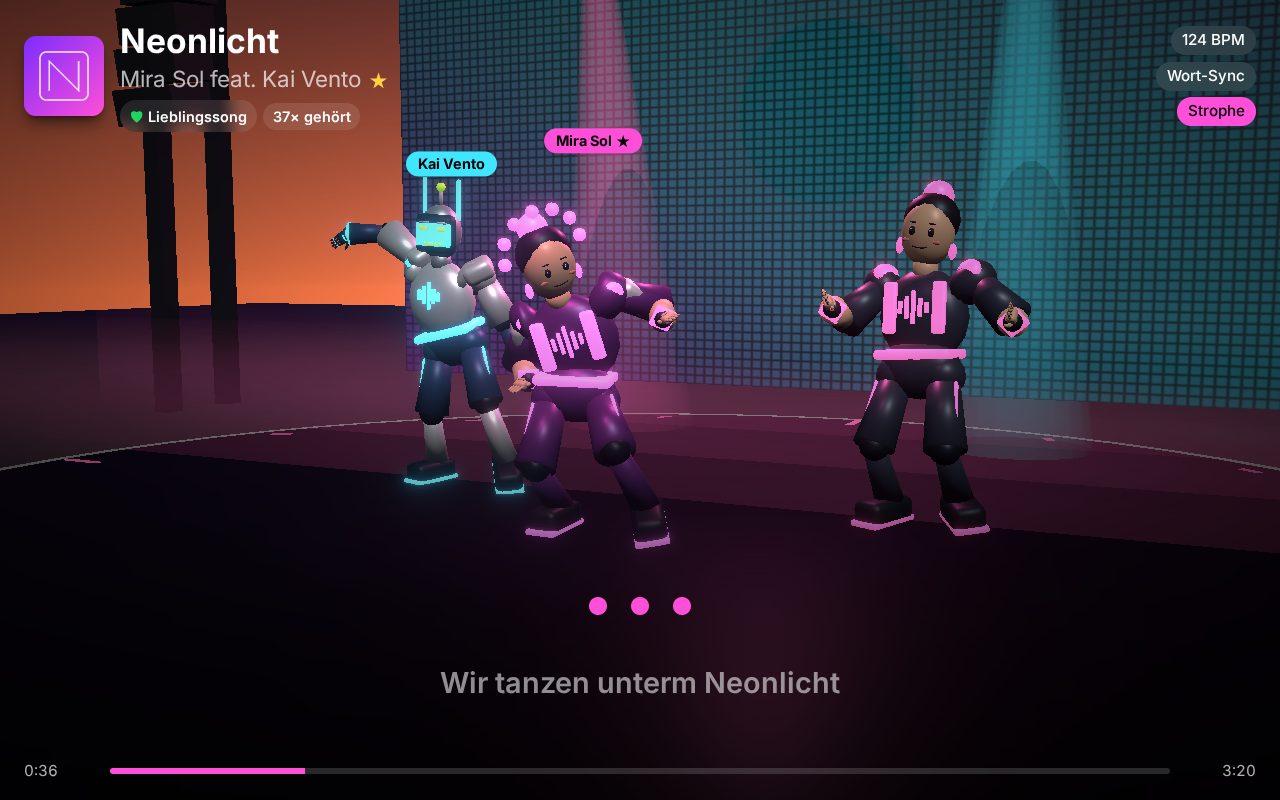 Neonlicht
Mira Sol feat. Kai Vento ★
Lieblingssong
37× gehört
124 BPM
Wort-Sync
Strophe
Mira Sol ★
Kai Vento
Wir tanzen unterm Neonlicht
0:36
3:20